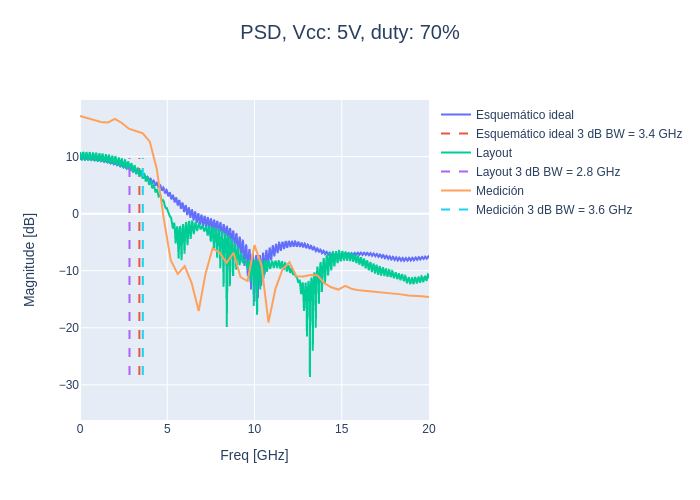 PSD, Vcc: 5V, duty: 70%
Esquemático ideal
Esquemático ideal 3 dB BW = 3.4 GHz
Layout
Layout 3 dB BW = 2.8 GHz
Medición
Medición 3 dB BW = 3.6 GHz
Magnitude [dB]
10
0
−10
−20
−30
0 5 10 15 20
Freq [GHz]